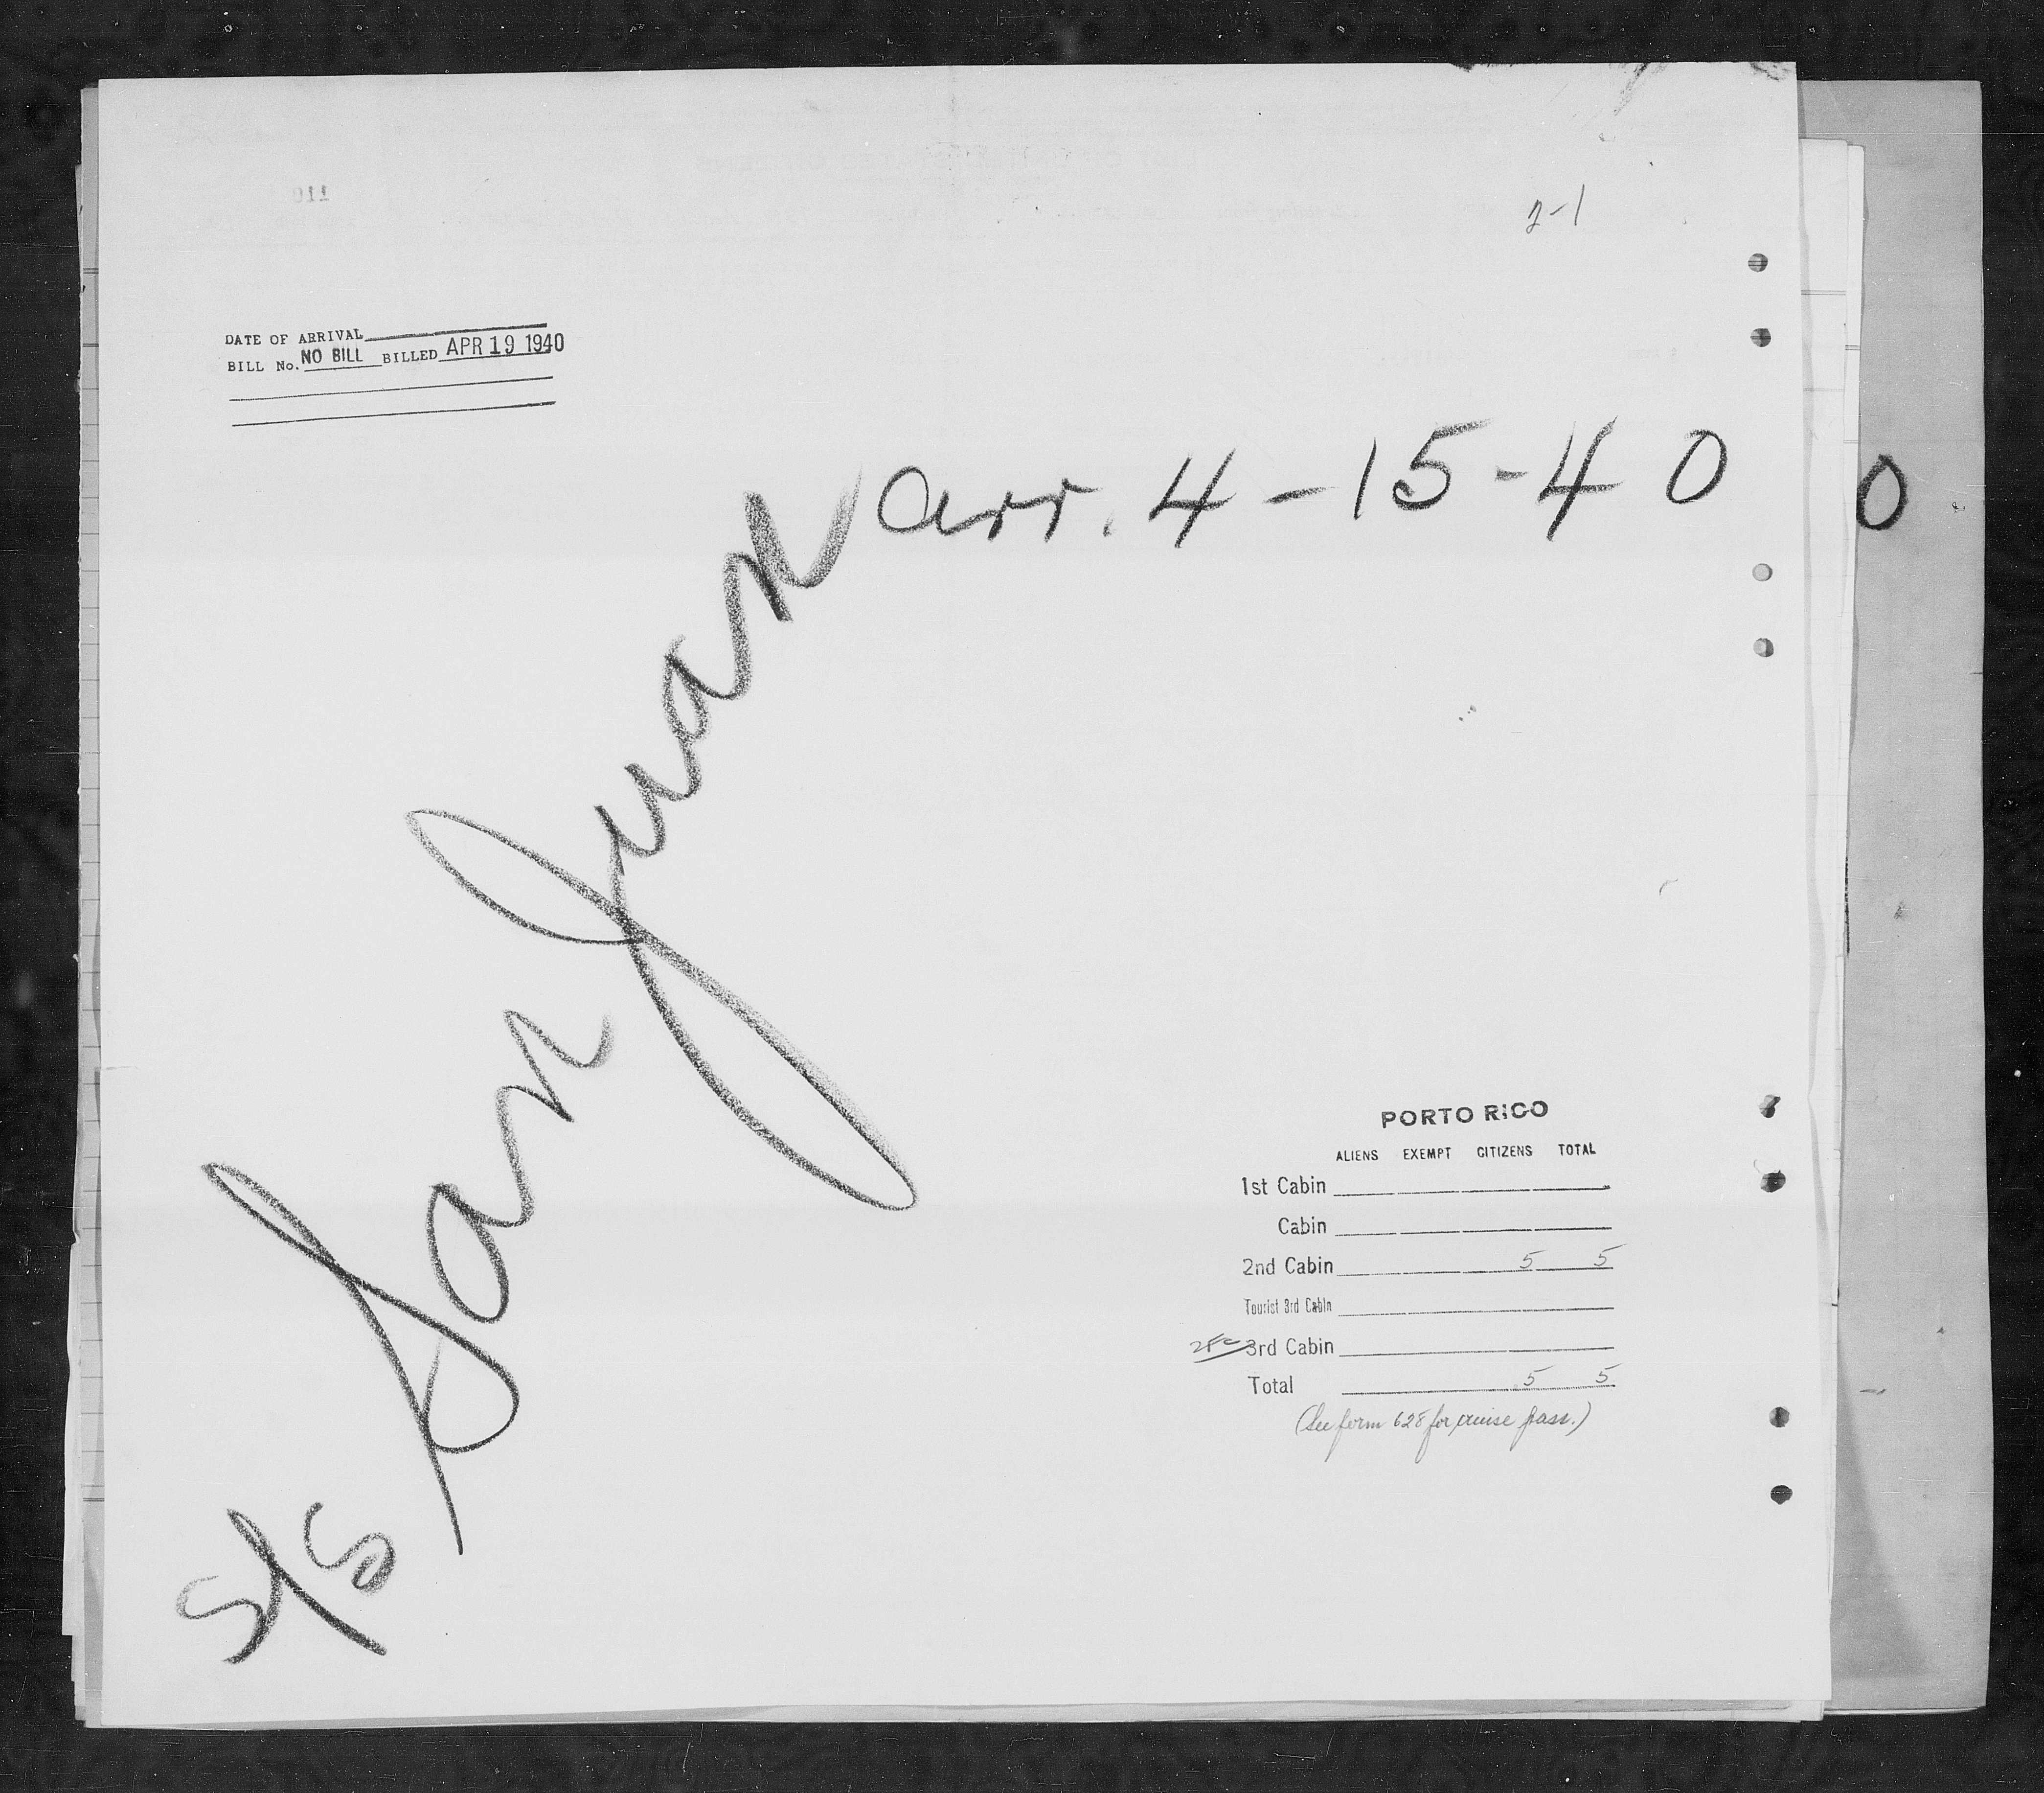 2-1
DATE OF ARRIVAL
BILL No. NO BILL BILLED APR 19 1940
arr. 4-15-40
0
S/S San Juan
PORTO RICO
ALIENS EXEMPT CITIZENS TOTAL
1st Cabin
Cabin
2nd Cabin 5 5
Tourist 3rd Cabin
3rd Cabin
Total 5 5
(See form 628 for cruise pass.)